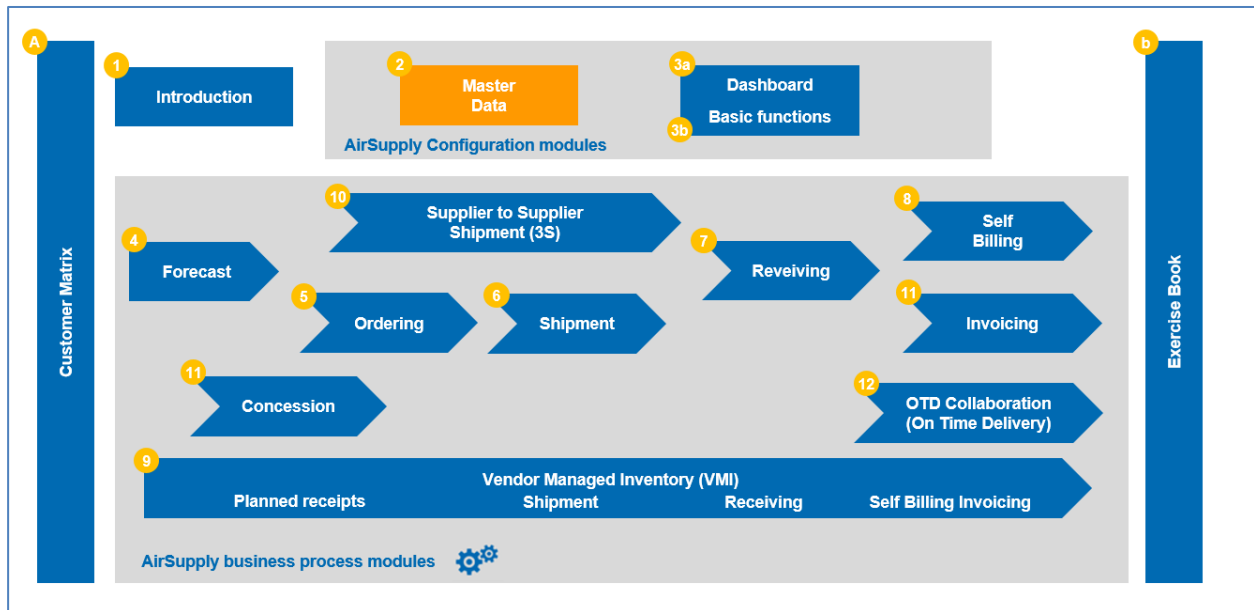 A
Customer Matrix
1
Introduction
2
Master
Data
3a
Dashboard
Basic functions
3b
AirSupply Configuration modules
b
Exercise Book
10
Supplier to Supplier
Shipment (3S)
8
Self
Billing
4
Forecast
7
Reveiving
5
Ordering
6
Shipment
11
Invoicing
11
Concession
12
OTD Collaboration
(On Time Delivery)
9
Vendor Managed Inventory (VMI)
Planned receipts Shipment Receiving Self Billing Invoicing
AirSupply business process modules